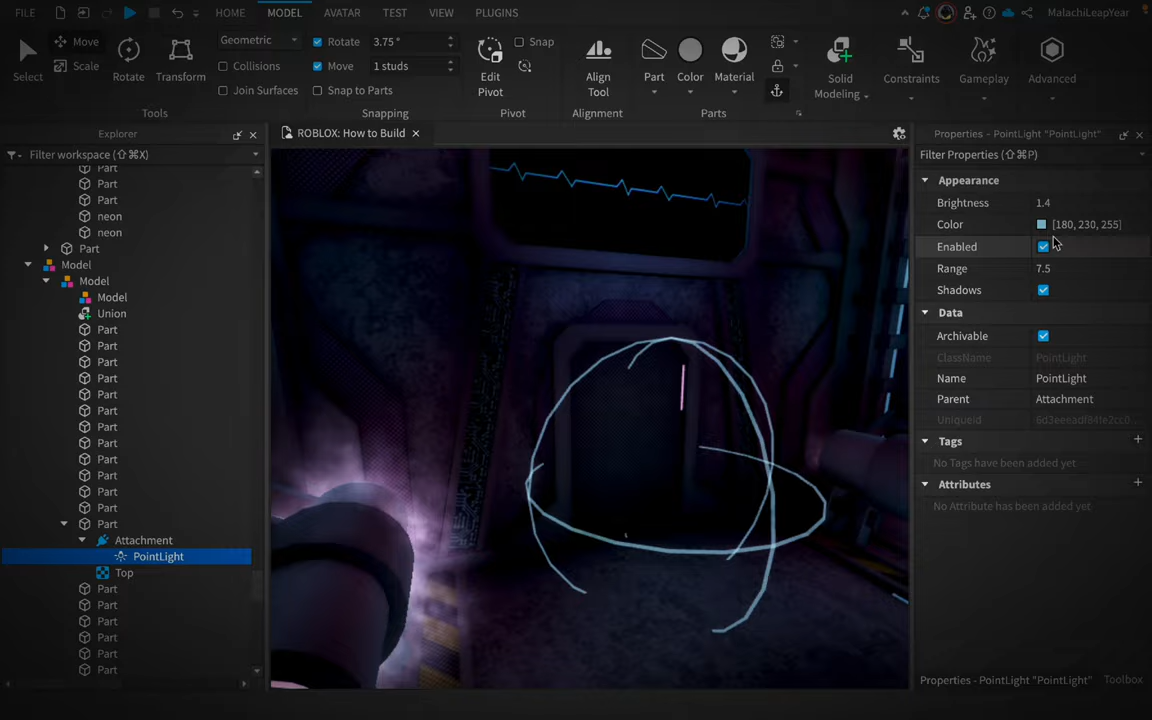 FILE HOME MODEL AVATAR TEST VIEW PLUGINS MalachiLeapYear
Select Move Scale Rotate Transform Geometric Collisions Join Surfaces Rotate 3.75° Move 1 studs Snap to Parts Edit Pivot Snap Align Tool Part Color Material Solid Modeling Constraints Gameplay Advanced
Tools Snapping Pivot Alignment Parts
Explorer
Filter workspace (⇧⌘X)
Part
Part
Part
neon
neon
Part
Model
Model
Model
Union
Part
Part
Part
Part
Part
Part
Part
Part
Part
Part
Part
Part
Part
Attachment
PointLight
Top
Part
Part
Part
Part
Part
Part
ROBLOX: How to Build
Properties - PointLight "PointLight"
Filter Properties (⇧⌘P)
Appearance
Brightness 1.4
Color [180, 230, 255]
Enabled
Range 7.5
Shadows
Data
Archivable
ClassName PointLight
Name PointLight
Parent Attachment
UniqueId
Tags
No Tags have been added yet
Attributes
No Attribute has been added yet
Properties - PointLight "PointLight" Toolbox